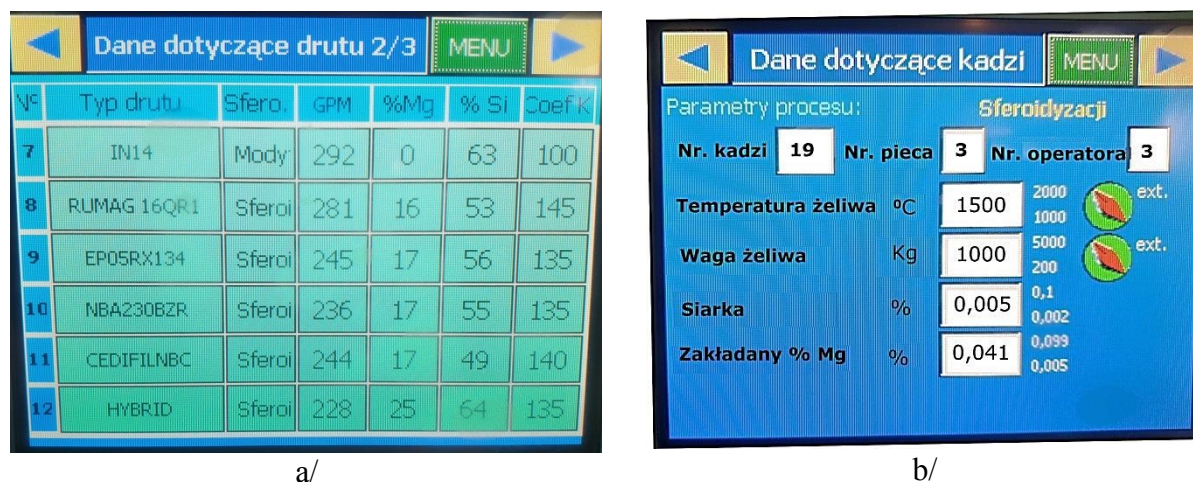 Dane dotyczące drutu 2/3 MENU
Nº Typ drutu Sfero. GPM %Mg % Si Coef K
7 IN14 Mody 292 0 63 100
8 RUMAG 16QR1 Sferoi 281 16 53 145
9 EP05RX134 Sferoi 245 17 56 135
10 NBA230BZR Sferoi 236 17 55 135
11 CEDIFILNBC Sferoi 244 17 49 140
12 HYBRID Sferoi 228 25 64 135
a/
Dane dotyczące kadzi MENU
Parametry procesu: Sferoidyzacji
Nr. kadzi 19 Nr. pieca 3 Nr. operatora 3
Temperatura żeliwa ºC 1500 2000 1000 ext.
Waga żeliwa Kg 1000 5000 200 ext.
Siarka % 0,005 0,1 0,002
Zakładany % Mg % 0,041 0,099 0,005
b/